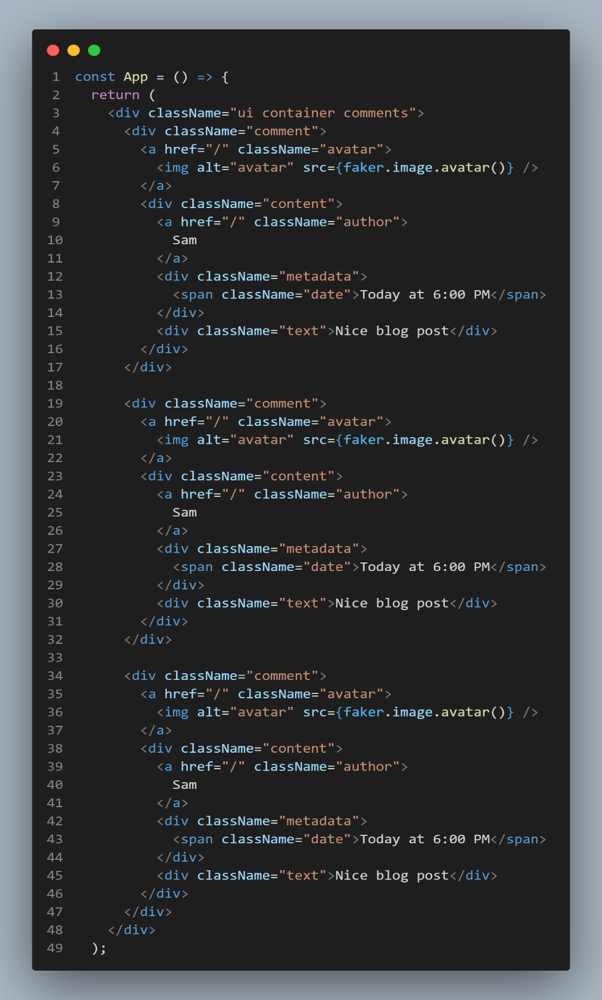 1 const App = () => {
2   return (
3     <div className="ui container comments">
4       <div className="comment">
5         <a href="/" className="avatar">
6           <img alt="avatar" src={faker.image.avatar()} />
7         </a>
8         <div className="content">
9           <a href="/" className="author">
10             Sam
11           </a>
12           <div className="metadata">
13             <span className="date">Today at 6:00 PM</span>
14           </div>
15           <div className="text">Nice blog post</div>
16         </div>
17       </div>
18
19       <div className="comment">
20         <a href="/" className="avatar">
21           <img alt="avatar" src={faker.image.avatar()} />
22         </a>
23         <div className="content">
24           <a href="/" className="author">
25             Sam
26           </a>
27           <div className="metadata">
28             <span className="date">Today at 6:00 PM</span>
29           </div>
30           <div className="text">Nice blog post</div>
31         </div>
32       </div>
33
34       <div className="comment">
35         <a href="/" className="avatar">
36           <img alt="avatar" src={faker.image.avatar()} />
37         </a>
38         <div className="content">
39           <a href="/" className="author">
40             Sam
41           </a>
42           <div className="metadata">
43             <span className="date">Today at 6:00 PM</span>
44           </div>
45           <div className="text">Nice blog post</div>
46         </div>
47       </div>
48     </div>
49   );